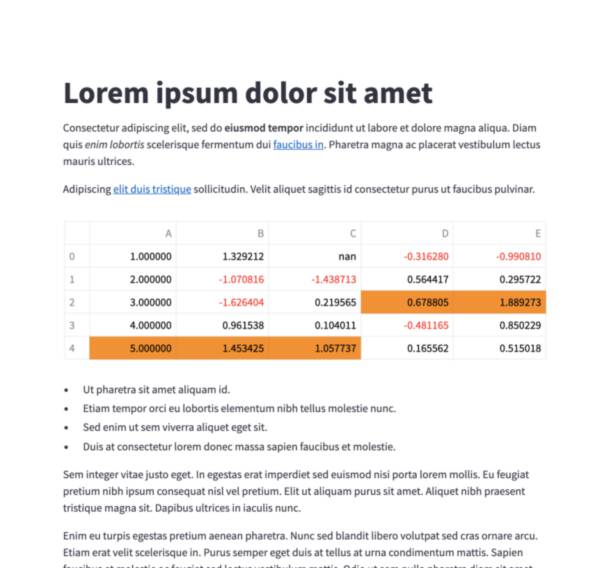 Lorem ipsum dolor sit amet
Consectetur adipiscing elit, sed do eiusmod tempor incididunt ut labore et dolore magna aliqua. Diam
quis enim lobortis scelerisque fermentum dui faucibus in. Pharetra magna ac placerat vestibulum lectus
mauris ultrices.
Adipiscing elit duis tristique sollicitudin. Velit aliquet sagittis id consectetur purus ut faucibus pulvinar.
A B C D E
0 1.000000 1.329212 nan -0.316280 -0.990810
1 2.000000 -1.070816 -1.438713 0.564417 0.295722
2 3.000000 -1.626404 0.219565 0.678805 1.889273
3 4.000000 0.961538 0.104011 -0.481165 0.850229
4 5.000000 1.453425 1.057737 0.165562 0.515018
• Ut pharetra sit amet aliquam id.
• Etiam tempor orci eu lobortis elementum nibh tellus molestie nunc.
• Sed enim ut sem viverra aliquet eget sit.
• Duis at consectetur lorem donec massa sapien faucibus et molestie.
Sem integer vitae justo eget. In egestas erat imperdiet sed euismod nisi porta lorem mollis. Eu feugiat
pretium nibh ipsum consequat nisl vel pretium. Elit ut aliquam purus sit amet. Aliquet nibh praesent
tristique magna sit. Dapibus ultrices in iaculis nunc.
Enim eu turpis egestas pretium aenean pharetra. Nunc sed blandit libero volutpat sed cras ornare arcu.
Etiam erat velit scelerisque in. Purus semper eget duis at tellus at urna condimentum mattis. Sapien